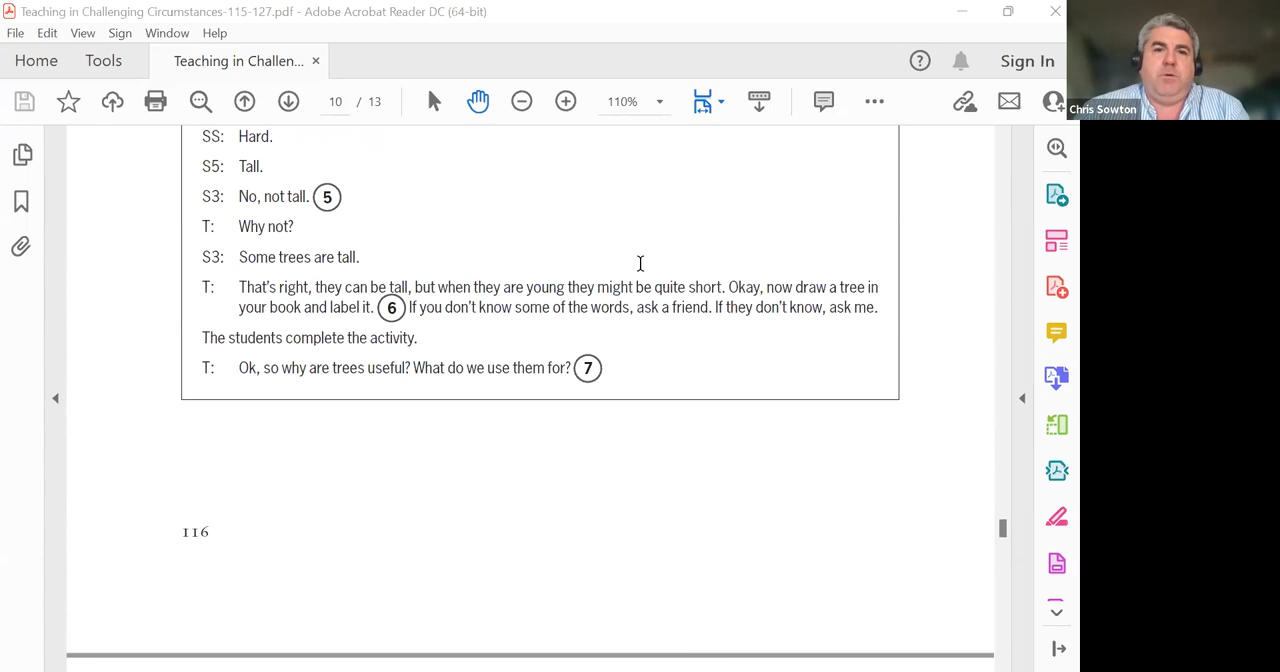 Teaching in Challenging Circumstances-115-127.pdf - Adobe Acrobat Reader DC (64-bit)
File Edit View Sign Window Help
Home Tools Teaching in Challen... × Sign In
10 / 13 110%
Chris Sowton
SS: Hard.
S5: Tall.
S3: No, not tall. 5
T: Why not?
S3: Some trees are tall.
T: That's right, they can be tall, but when they are young they might be quite short. Okay, now draw a tree in
your book and label it. 6 If you don't know some of the words, ask a friend. If they don't know, ask me.
The students complete the activity.
T: Ok, so why are trees useful? What do we use them for? 7
116